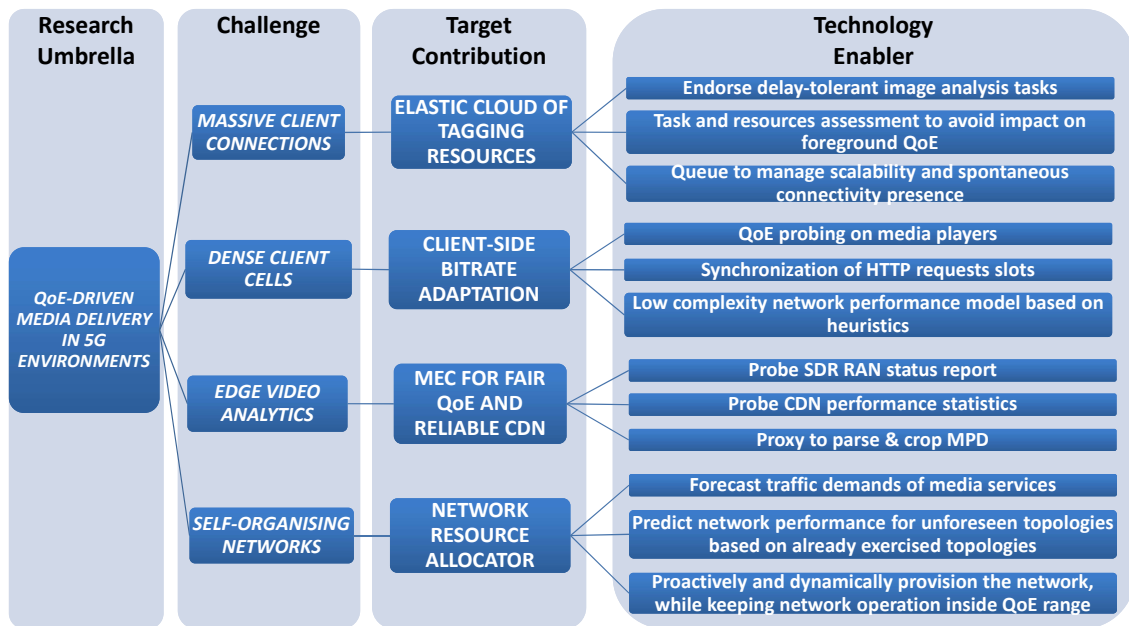 Research
Umbrella
Challenge
Target
Contribution
Technology
Enabler
QoE-DRIVEN
MEDIA DELIVERY
IN 5G
ENVIRONMENTS
MASSIVE CLIENT
CONNECTIONS
ELASTIC CLOUD OF
TAGGING
RESOURCES
Endorse delay-tolerant image analysis tasks
Task and resources assessment to avoid impact on
foreground QoE
Queue to manage scalability and spontaneous
connectivity presence
DENSE CLIENT
CELLS
CLIENT-SIDE
BITRATE
ADAPTATION
QoE probing on media players
Synchronization of HTTP requests slots
Low complexity network performance model based on
heuristics
EDGE VIDEO
ANALYTICS
MEC FOR FAIR
QoE AND
RELIABLE CDN
Probe SDR RAN status report
Probe CDN performance statistics
Proxy to parse & crop MPD
SELF-ORGANISING
NETWORKS
NETWORK
RESOURCE
ALLOCATOR
Forecast traffic demands of media services
Predict network performance for unforeseen topologies
based on already exercised topologies
Proactively and dynamically provision the network,
while keeping network operation inside QoE range